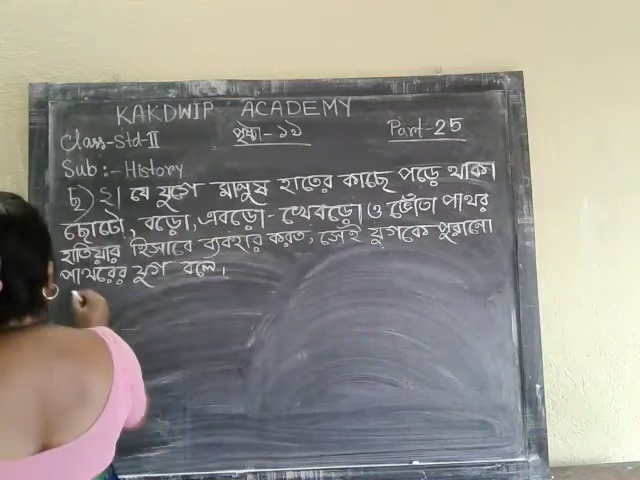 KAKDWIP ACADEMY
Class-Std-II পৃষ্ঠা-১১ Part-25
Sub:- History
ছ) ২। যে যুগে মানুষ হাতের কাছে পড়ে থাকা
ছোটো, বড়ো, এবড়ো-খেবড়ো ও ভোঁতা পাথর
হাতিয়ার হিসাবে ব্যবহার করত, সেই যুগকে পুরানো
পাথরের যুগ বলে।